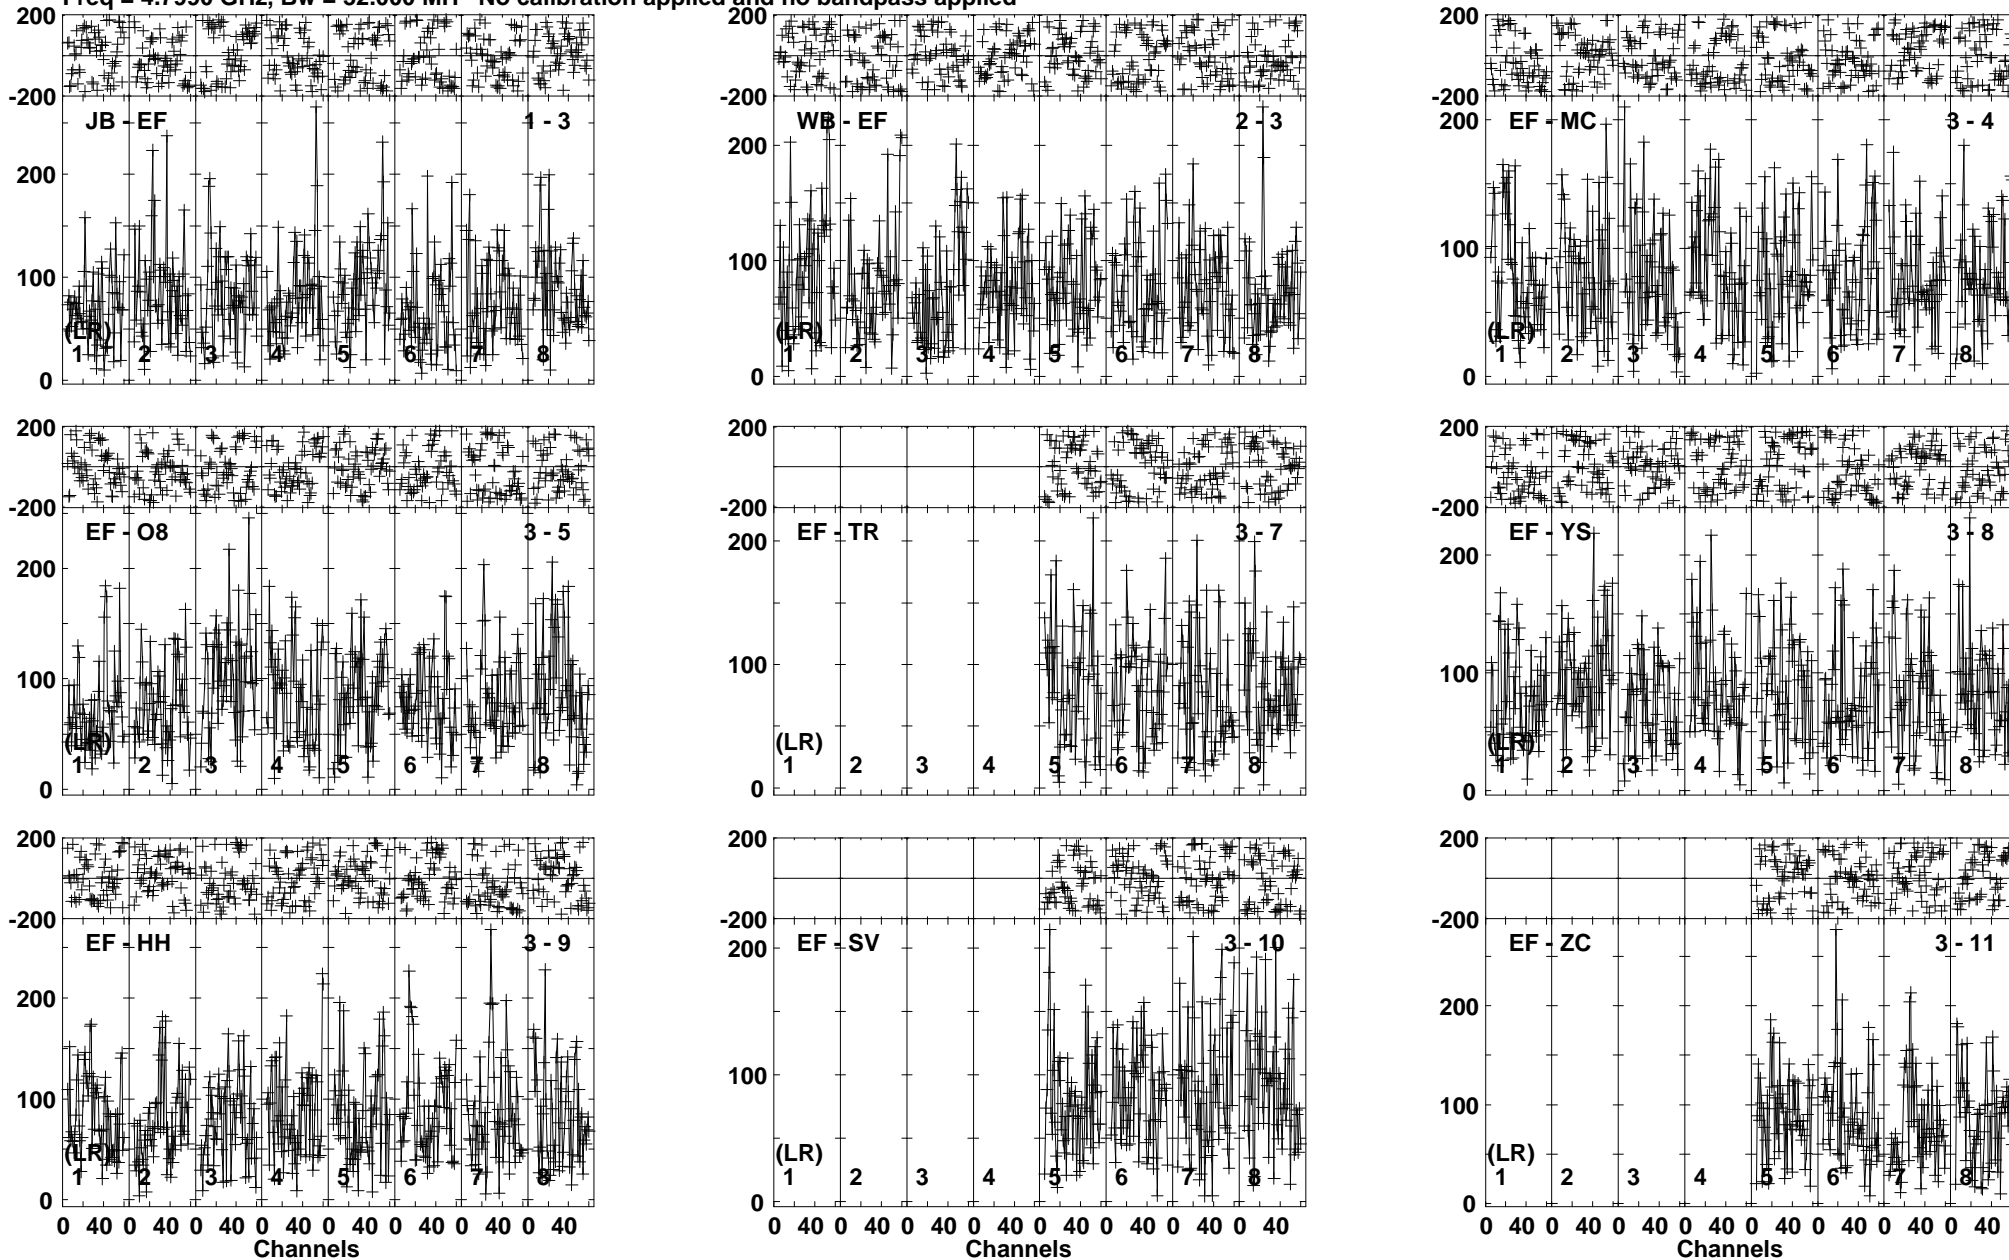 Freq = 4.7990 GHz, Bw = 32.000 MH No calibration applied and no bandpass applied
200 200 200
-200 -200 -200
JB - EF 1 - 3 WB - EF 2 - 3 EF - MC 3 - 4
200 200 200
100 100 100
(LR) (LR) (LR)
1 2 3 4 5 6 7 8 1 2 3 4 5 6 7 8 1 2 3 4 5 6 7 8
0 0 0
200 200 200
-200 -200 -200
EF - O8 3 - 5 EF - TR 3 - 7 EF - YS 3 - 8
200 200 200
100 100 100
(LR) (LR) (LR)
1 2 3 4 5 6 7 8 1 2 3 4 5 6 7 8 1 2 3 4 5 6 7 8
0 0 0
200 200 200
-200 -200 -200
EF - HH 3 - 9 EF - SV 3 - 10 EF - ZC 3 - 11
200 200 200
100 100 100
(LR) (LR) (LR)
1 2 3 4 5 6 7 8 1 2 3 4 5 6 7 8 1 2 3 4 5 6 7 8
0 0 0
0 40 0 40 0 40 0 40 0 40 0 40 0 40 0 40 0 40 0 40 0 40 0 40 0 40 0 40 0 40 0 40 0 40 0 40 0 40 0 40 0 40 0 40 0 40 0 40
Channels Channels Channels